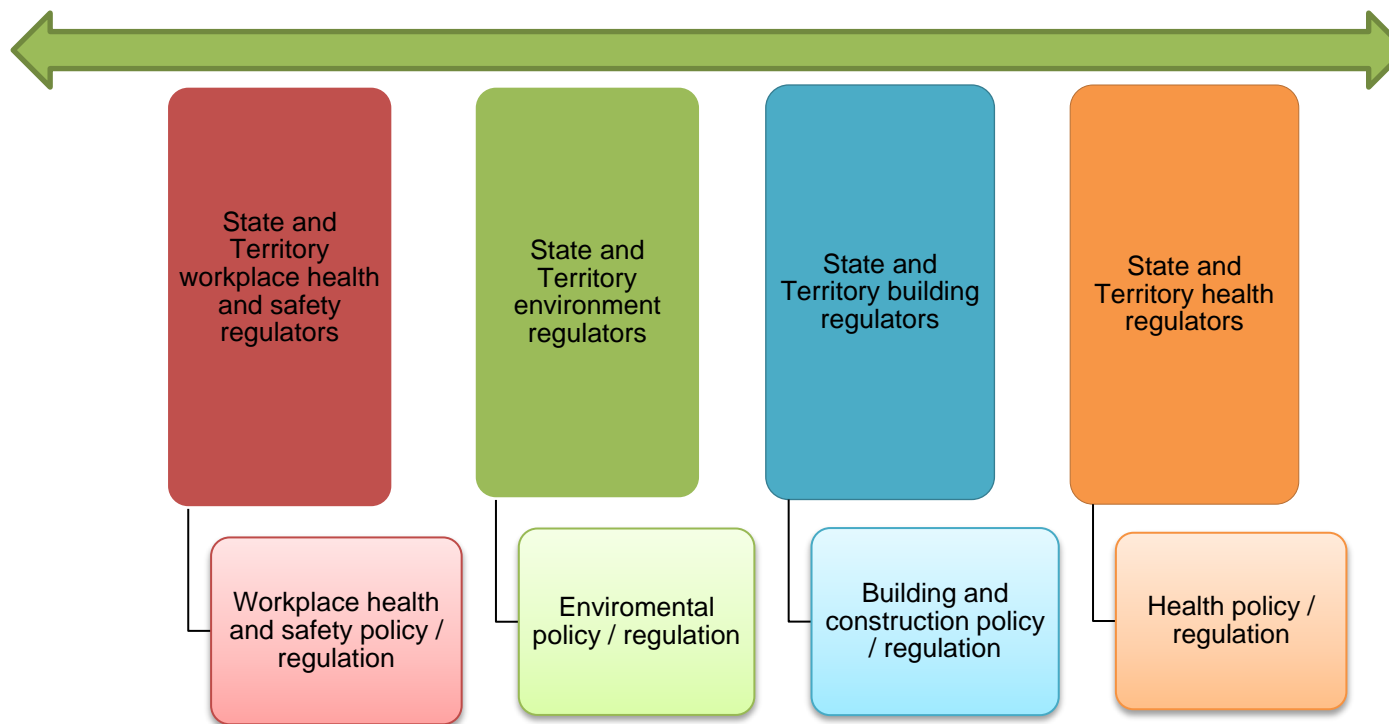 State and
Territory
workplace health
and safety
regulators
State and
Territory
environment
regulators
State and
Territory building
regulators
State and
Territory health
regulators
Workplace health
and safety policy /
regulation
Enviromental
policy / regulation
Building and
construction policy
/ regulation
Health policy /
regulation